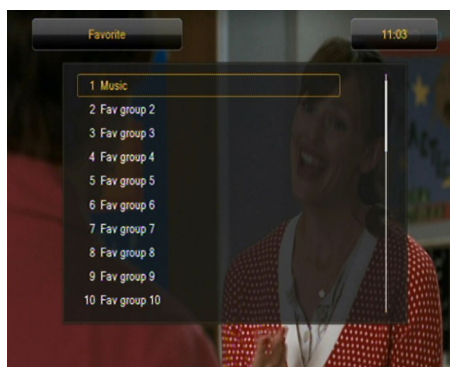 Favorite
11:03
1 Music
2 Fav group 2
3 Fav group 3
4 Fav group 4
5 Fav group 5
6 Fav group 6
7 Fav group 7
8 Fav group 8
9 Fav group 9
10 Fav group 10